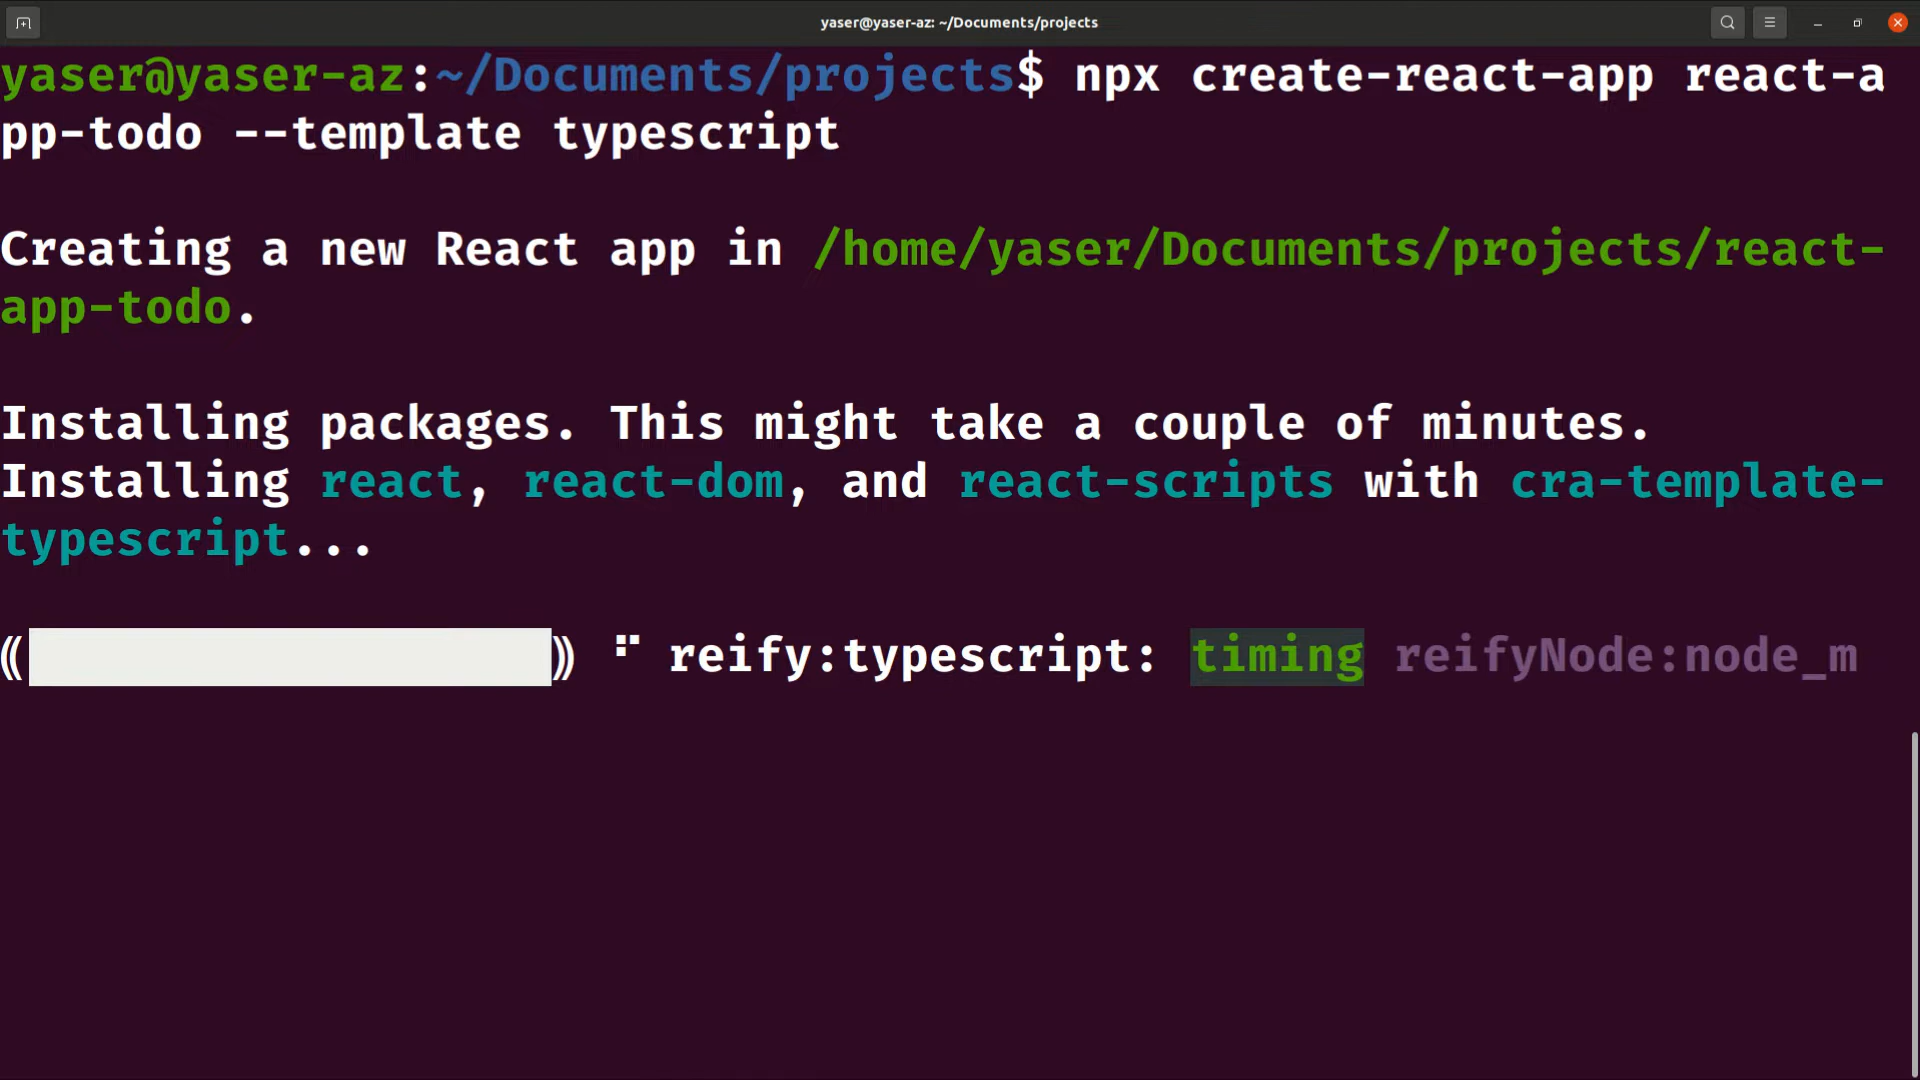 yaser@yaser-az: ~/Documents/projects
yaser@yaser-az:~/Documents/projects$ npx create-react-app react-a
pp-todo --template typescript
Creating a new React app in /home/yaser/Documents/projects/react-
app-todo.
Installing packages. This might take a couple of minutes.
Installing react, react-dom, and react-scripts with cra-template-
typescript...
⸨                  ⸩ ⠋ reify:typescript: timing reifyNode:node_m